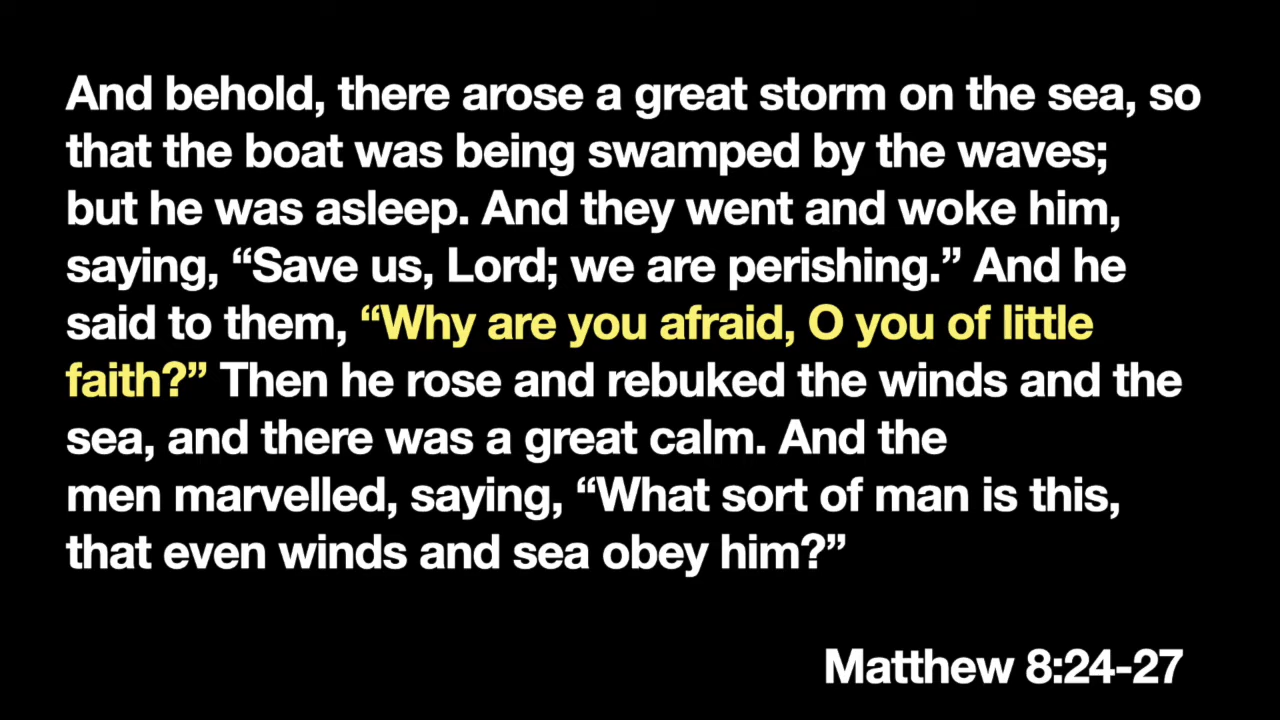 And behold, there arose a great storm on the sea, so
that the boat was being swamped by the waves;
but he was asleep. And they went and woke him,
saying, “Save us, Lord; we are perishing.” And he
said to them, “Why are you afraid, O you of little
faith?” Then he rose and rebuked the winds and the
sea, and there was a great calm. And the
men marvelled, saying, “What sort of man is this,
that even winds and sea obey him?”
Matthew 8:24-27